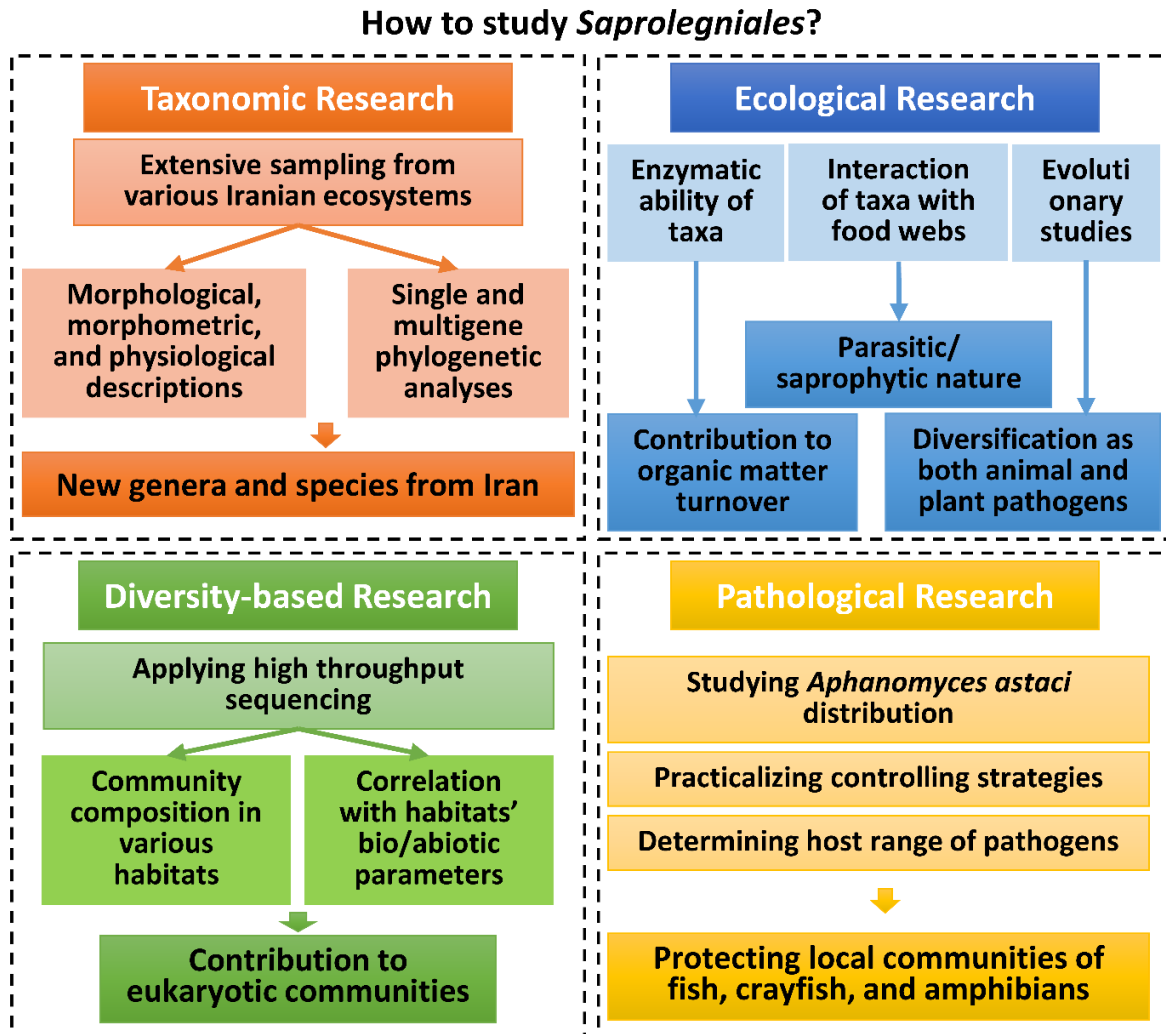 How to study Saprolegniales?
Taxonomic Research
Extensive sampling from
various Iranian ecosystems
Morphological,
morphometric,
and physiological
descriptions
Single and
multigene
phylogenetic
analyses
New genera and species from Iran
Ecological Research
Enzymatic
ability of
taxa
Interaction
of taxa with
food webs
Evoluti
onary
studies
Parasitic/
saprophytic nature
Contribution to
organic matter
turnover
Diversification as
both animal and
plant pathogens
Diversity-based Research
Applying high throughput
sequencing
Community
composition in
various
habitats
Correlation
with habitats’
bio/abiotic
parameters
Contribution to
eukaryotic communities
Pathological Research
Studying Aphanomyces astaci
distribution
Practicalizing controlling strategies
Determining host range of pathogens
Protecting local communities of
fish, crayfish, and amphibians